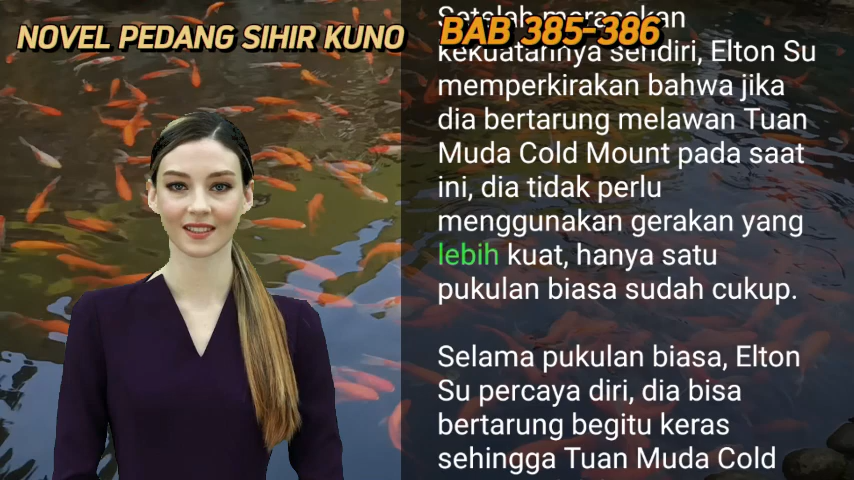 NOVEL PEDANG SIHIR KUNO
BAB 385-386
Setelah merasakan
kekuatannya sendiri, Elton Su
memperkirakan bahwa jika
dia bertarung melawan Tuan
Muda Cold Mount pada saat
ini, dia tidak perlu
menggunakan gerakan yang
lebih kuat, hanya satu
pukulan biasa sudah cukup.
Selama pukulan biasa, Elton
Su percaya diri, dia bisa
bertarung begitu keras
sehingga Tuan Muda Cold